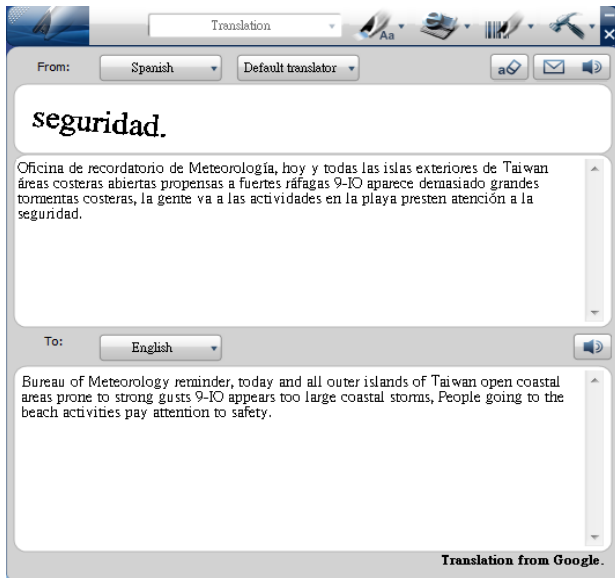 Translation
Aa
From:
Spanish
Default translator
a
seguridad.
Oficina de recordatorio de Meteorología, hoy y todas las islas exteriores de Taiwan
áreas costeras abiertas propensas a fuertes ráfagas 9-IO aparece demasiado grandes
tormentas costeras, la gente va a las actividades en la playa presten atención a la
seguridad.
To:
English
Bureau of Meteorology reminder, today and all outer islands of Taiwan open coastal
areas prone to strong gusts 9-IO appears too large coastal storms, People going to the
beach activities pay attention to safety.
Translation from Google.